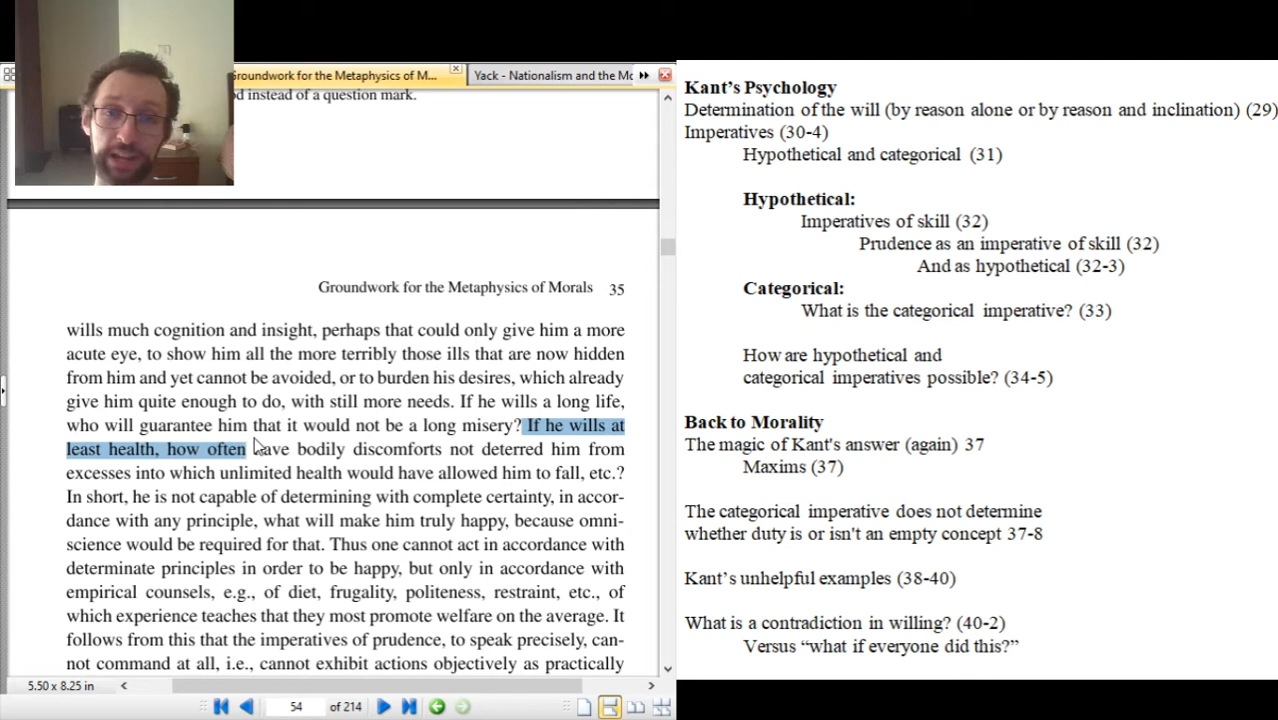 Groundwork for the Metaphysics of M...
Yack - Nationalism and the Mo
d instead of a question mark.
Groundwork for the Metaphysics of Morals 35
wills much cognition and insight, perhaps that could only give him a more
acute eye, to show him all the more terribly those ills that are now hidden
from him and yet cannot be avoided, or to burden his desires, which already
give him quite enough to do, with still more needs. If he wills a long life,
who will guarantee him that it would not be a long misery? If he wills at
least health, how often have bodily discomforts not deterred him from
excesses into which unlimited health would have allowed him to fall, etc.?
In short, he is not capable of determining with complete certainty, in accor-
dance with any principle, what will make him truly happy, because omni-
science would be required for that. Thus one cannot act in accordance with
determinate principles in order to be happy, but only in accordance with
empirical counsels, e.g., of diet, frugality, politeness, restraint, etc., of
which experience teaches that they most promote welfare on the average. It
follows from this that the imperatives of prudence, to speak precisely, can-
not command at all, i.e., cannot exhibit actions objectively as practically
5.50 x 8.25 in
54 of 214
Kant's Psychology
Determination of the will (by reason alone or by reason and inclination) (29)
Imperatives (30-4)
Hypothetical and categorical (31)
Hypothetical:
Imperatives of skill (32)
Prudence as an imperative of skill (32)
And as hypothetical (32-3)
Categorical:
What is the categorical imperative? (33)
How are hypothetical and
categorical imperatives possible? (34-5)
Back to Morality
The magic of Kant's answer (again) 37
Maxims (37)
The categorical imperative does not determine
whether duty is or isn't an empty concept 37-8
Kant's unhelpful examples (38-40)
What is a contradiction in willing? (40-2)
Versus “what if everyone did this?”